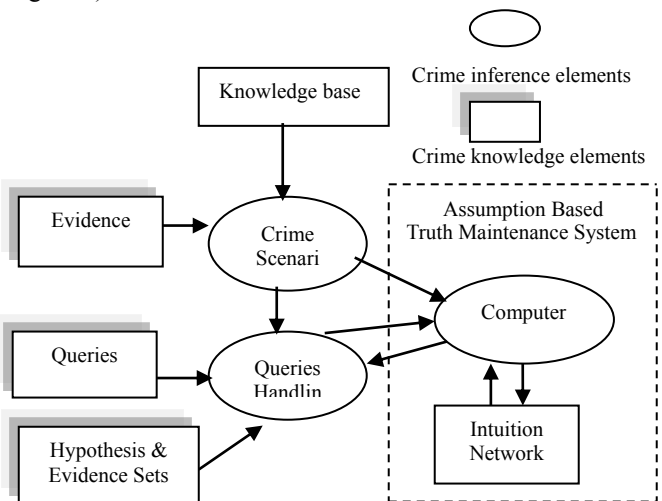 Crime inference elements
Knowledge base
Crime knowledge elements
Evidence
Assumption Based
Truth Maintenance System
Crime
Scenari
Computer
Queries
Queries
Handlin
Hypothesis &
Evidence Sets
Intuition
Network